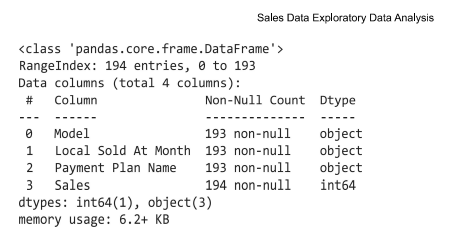 Sales Data Exploratory Data Analysis
<class 'pandas.core.frame.DataFrame'>
RangeIndex: 194 entries, 0 to 193
Data columns (total 4 columns):
 #   Column              Non-Null Count  Dtype
---  ------              --------------  -----
 0   Model               193 non-null    object
 1   Local Sold At Month 193 non-null    object
 2   Payment Plan Name   193 non-null    object
 3   Sales               194 non-null    int64
dtypes: int64(1), object(3)
memory usage: 6.2+ KB